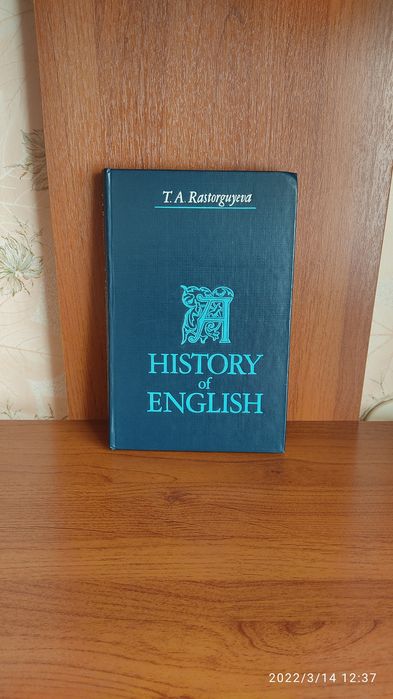 T. A. Rastorguyeva
A
HISTORY
of
ENGLISH
2022/3/14 12:37